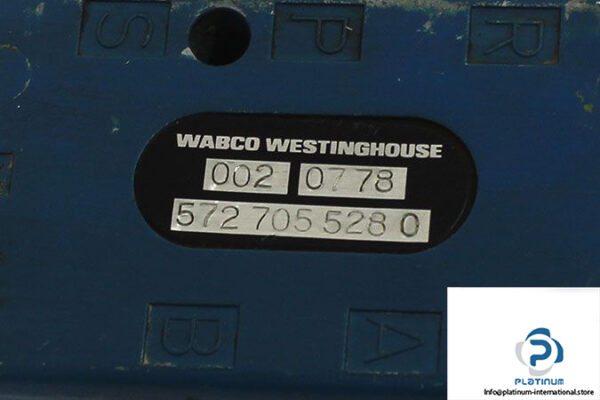 S P R
WABCO WESTINGHOUSE
002 0778
572 705 528 0
B A
PLATINUM
Info@platinum-international.store